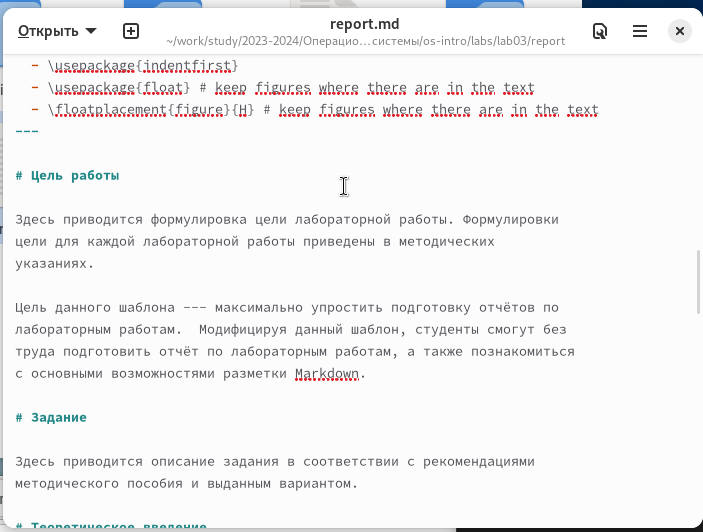 Открыть
report.md
~/work/study/2023-2024/Операцио…системы/os-intro/labs/lab03/report
- \usepackage{indentfirst}
- \usepackage{float} # keep figures where there are in the text
- \floatplacement{figure}{H} # keep figures where there are in the text
---
# Цель работы
Здесь приводится формулировка цели лабораторной работы. Формулировки
цели для каждой лабораторной работы приведены в методических
указаниях.
Цель данного шаблона --- максимально упростить подготовку отчётов по
лабораторным работам.  Модифицируя данный шаблон, студенты смогут без
труда подготовить отчёт по лабораторным работам, а также познакомиться
с основными возможностями разметки Markdown.
# Задание
Здесь приводится описание задания в соответствии с рекомендациями
методического пособия и выданным вариантом.
# Теоретическое введение